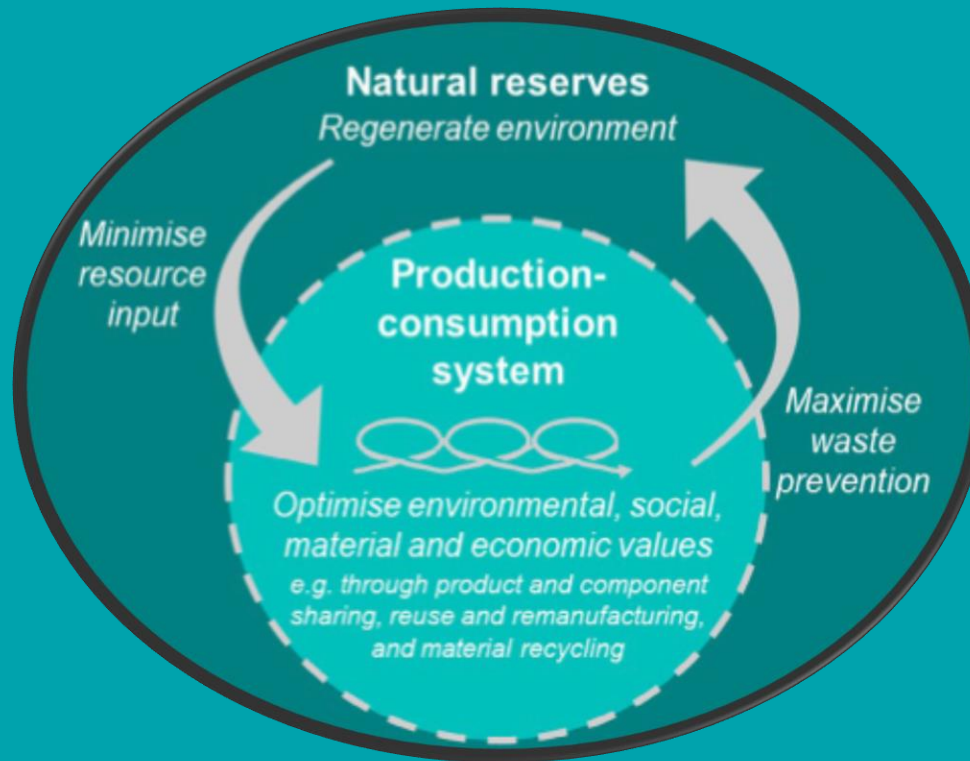 Natural reserves
Regenerate environment
Minimise
resource
input
Production-
consumption
system
Optimise environmental, social,
material and economic values
e.g. through product and component
sharing, reuse and remanufacturing,
and material recycling
Maximise
waste
prevention